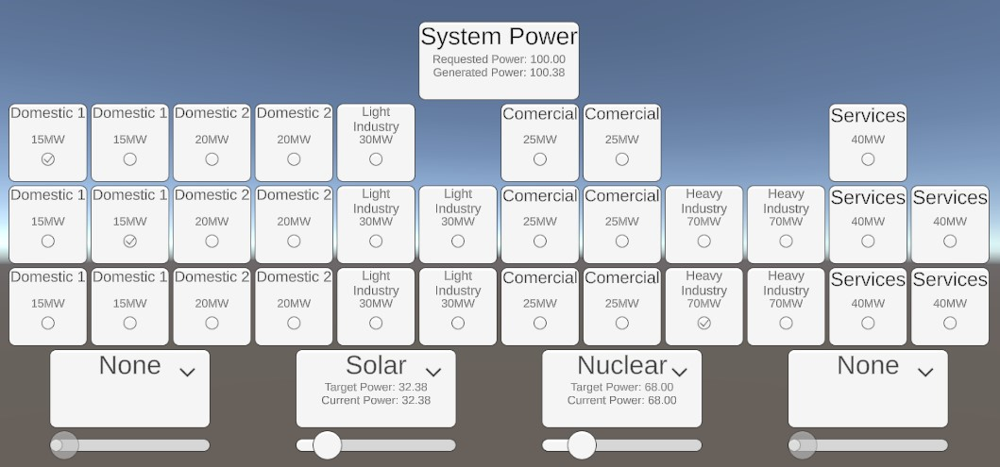 System Power
Requested Power: 100.00
Generated Power: 100.38
Domestic 1
15MW
Domestic 1
15MW
Domestic 2
20MW
Domestic 2
20MW
Light
Industry
30MW
Comercial
25MW
Comercial
25MW
Services
40MW
Domestic 1
15MW
Domestic 1
15MW
Domestic 2
20MW
Domestic 2
20MW
Light
Industry
30MW
Light
Industry
30MW
Comercial
25MW
Comercial
25MW
Heavy
Industry
70MW
Heavy
Industry
70MW
Services
40MW
Services
40MW
Domestic 1
15MW
Domestic 1
15MW
Domestic 2
20MW
Domestic 2
20MW
Light
Industry
30MW
Light
Industry
30MW
Comercial
25MW
Comercial
25MW
Heavy
Industry
70MW
Heavy
Industry
70MW
Services
40MW
Services
40MW
None
Solar
Target Power: 32.38
Current Power: 32.38
Nuclear
Target Power: 68.00
Current Power: 68.00
None